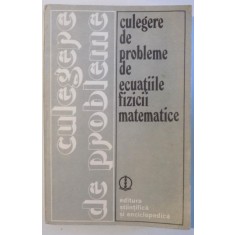 culegere
de probleme
culegere
de
probleme
de
ecuațiile
fizicii
matematice
editura
științifică
și enciclopedică